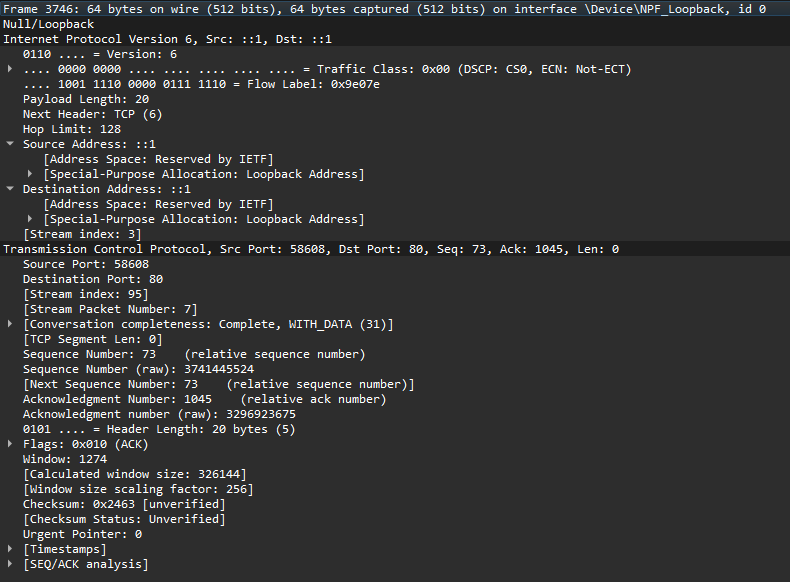 Frame 3746: 64 bytes on wire (512 bits), 64 bytes captured (512 bits) on interface \Device\NPF_Loopback, id 0
Null/Loopback
Internet Protocol Version 6, Src: ::1, Dst: ::1
0110 .... = Version: 6
.... 0000 0000 .... .... .... .... .... = Traffic Class: 0x00 (DSCP: CS0, ECN: Not-ECT)
.... 1001 1110 0000 0111 1110 = Flow Label: 0x9e07e
Payload Length: 20
Next Header: TCP (6)
Hop Limit: 128
Source Address: ::1
[Address Space: Reserved by IETF]
[Special-Purpose Allocation: Loopback Address]
Destination Address: ::1
[Address Space: Reserved by IETF]
[Special-Purpose Allocation: Loopback Address]
[Stream index: 3]
Transmission Control Protocol, Src Port: 58608, Dst Port: 80, Seq: 73, Ack: 1045, Len: 0
Source Port: 58608
Destination Port: 80
[Stream index: 95]
[Stream Packet Number: 7]
[Conversation completeness: Complete, WITH_DATA (31)]
[TCP Segment Len: 0]
Sequence Number: 73    (relative sequence number)
Sequence Number (raw): 3741445524
[Next Sequence Number: 73    (relative sequence number)]
Acknowledgment Number: 1045    (relative ack number)
Acknowledgment number (raw): 3296923675
0101 .... = Header Length: 20 bytes (5)
Flags: 0x010 (ACK)
Window: 1274
[Calculated window size: 326144]
[Window size scaling factor: 256]
Checksum: 0x2463 [unverified]
[Checksum Status: Unverified]
Urgent Pointer: 0
[Timestamps]
[SEQ/ACK analysis]